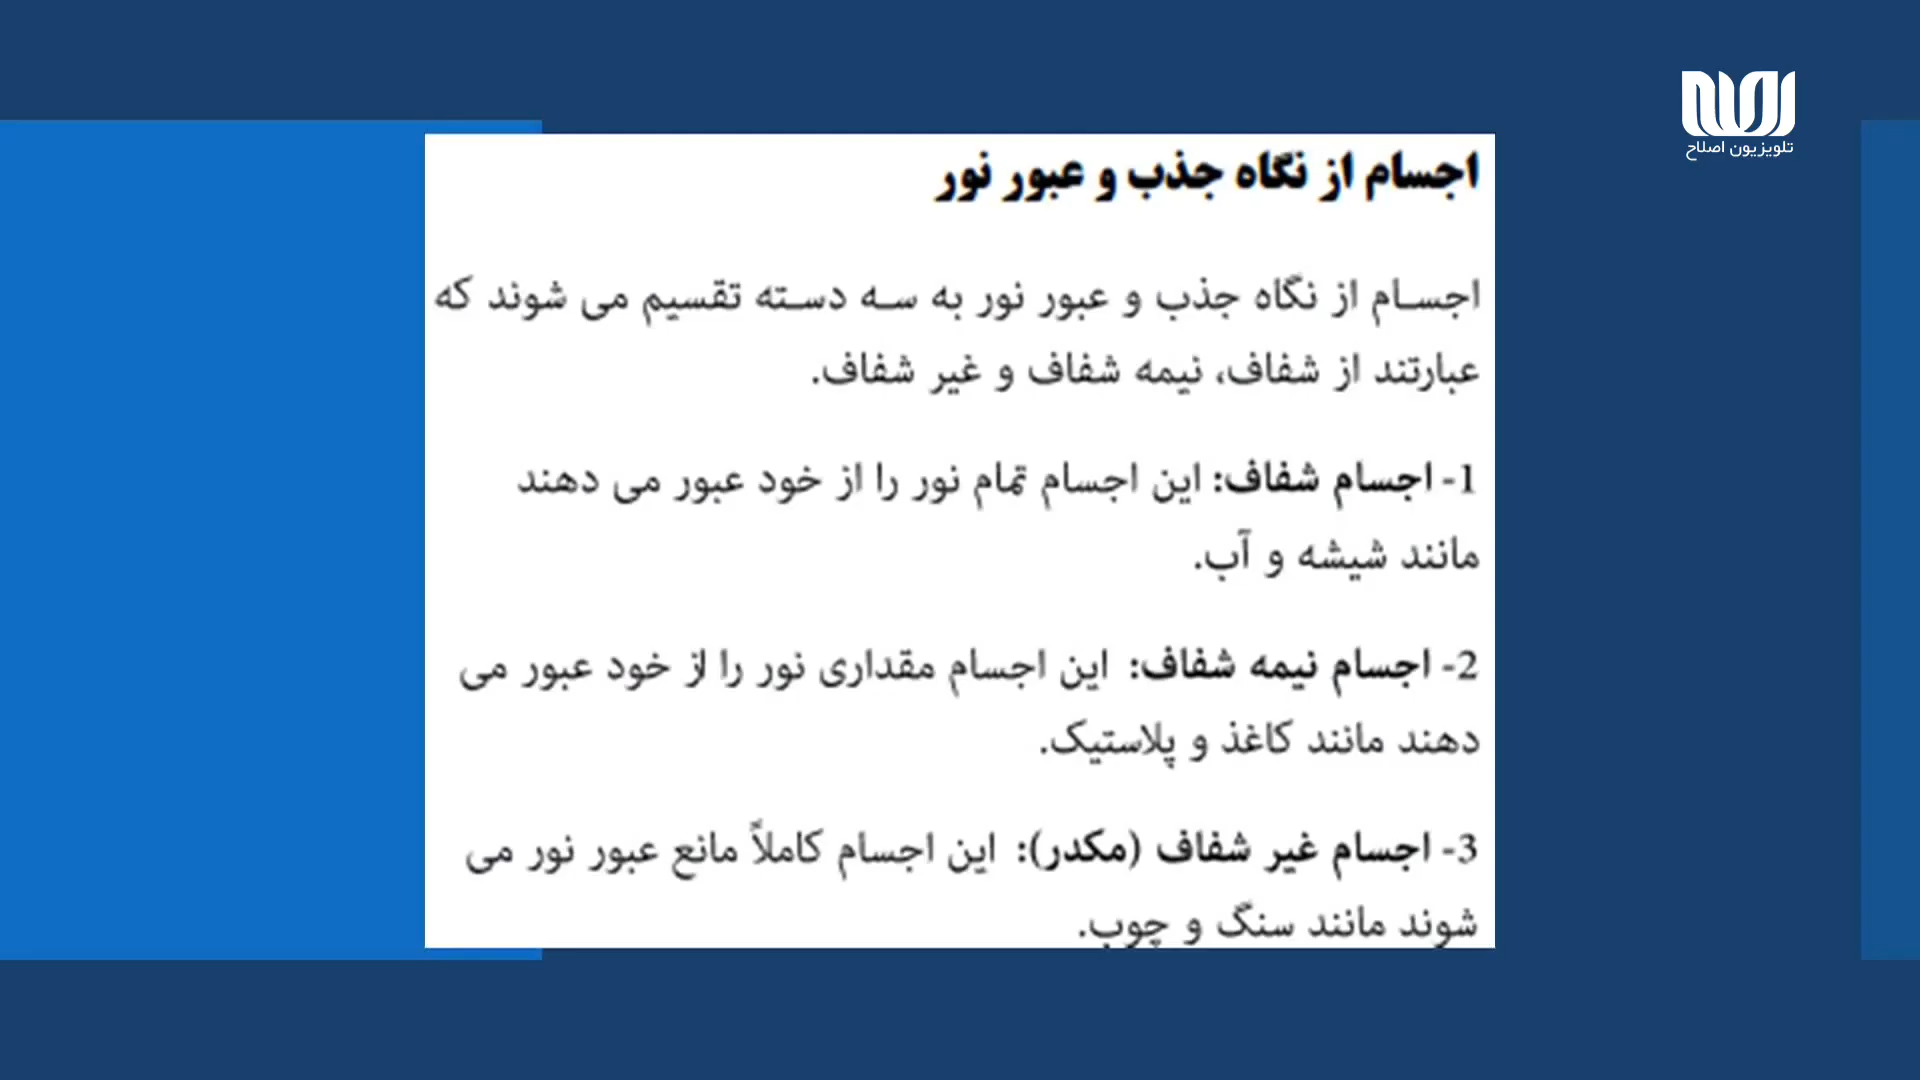 تلویزیون اصلاح
اجسام از نگاه جذب و عبور نور
اجسام از نگاه جذب و عبور نور به سه دسته تقسیم می شوند که
عبارتند از شفاف، نیمه شفاف و غیر شفاف.
1- اجسام شفاف: این اجسام تمام نور را از خود عبور می دهند
مانند شیشه و آب.
2- اجسام نیمه شفاف: این اجسام مقداری نور را از خود عبور می
دهند مانند کاغذ و پلاستیک.
3- اجسام غیر شفاف (مکدر): این اجسام کاملاً مانع عبور نور می
شوند مانند سنگ و چوب.